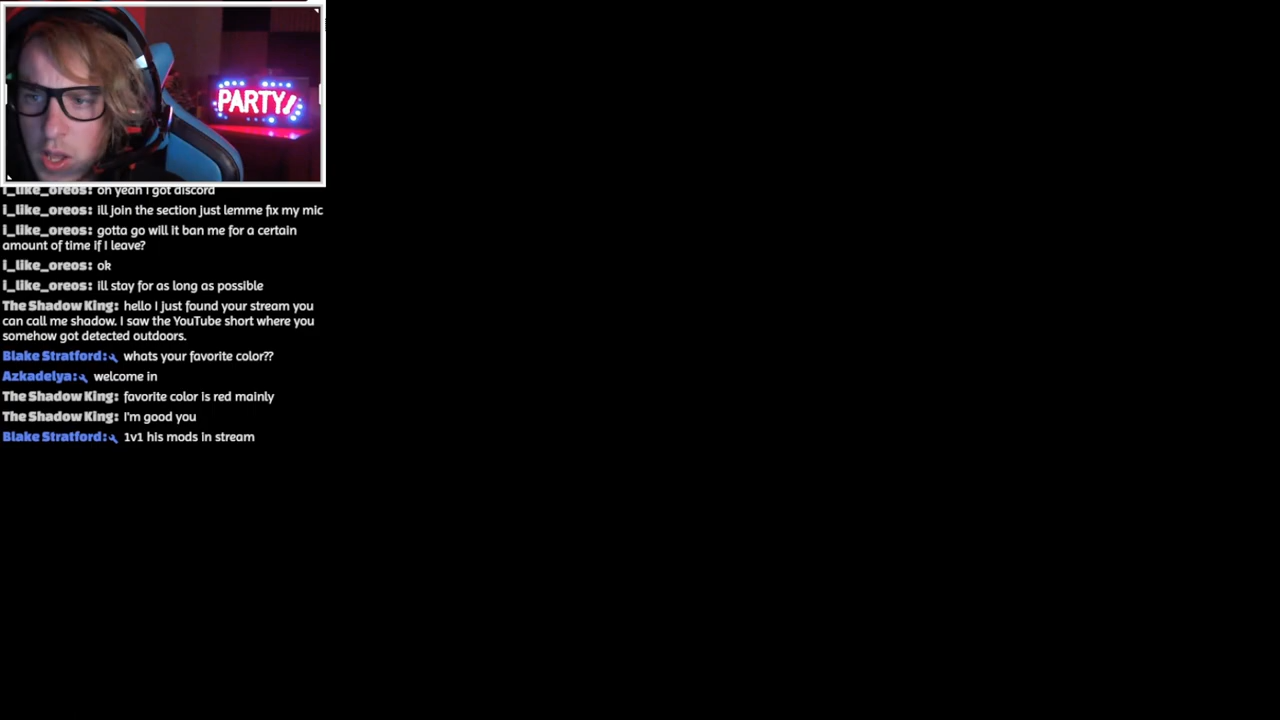 PARTY!
i_like_oreos: oh yeah I got discord
i_like_oreos: ill join the section just lemme fix my mic
i_like_oreos: gotta go will it ban me for a certain
amount of time if I leave?
i_like_oreos: ok
i_like_oreos: ill stay for as long as possible
The Shadow King: hello I just found your stream you
can call me shadow. I saw the YouTube short where you
somehow got detected outdoors.
Blake Stratford: whats your favorite color??
Azkadelya: welcome in
The Shadow King: favorite color is red mainly
The Shadow King: I'm good you
Blake Stratford: 1v1 his mods in stream